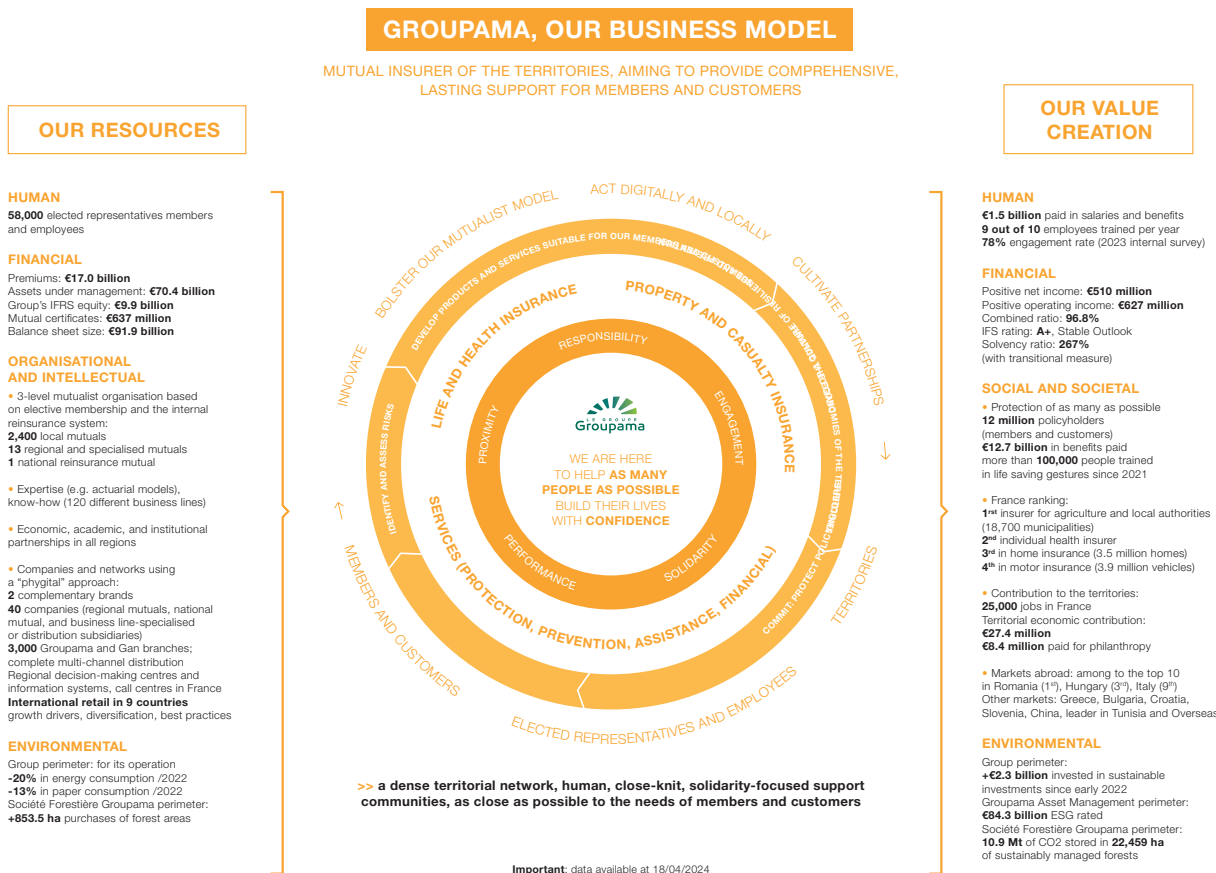 GROUPAMA, OUR BUSINESS MODEL
MUTUAL INSURER OF THE TERRITORIES, AIMING TO PROVIDE COMPREHENSIVE,
LASTING SUPPORT FOR MEMBERS AND CUSTOMERS
OUR RESOURCES
HUMAN
58,000 elected representatives members
and employees
FINANCIAL
Premiums: €17.0 billion
Assets under management: €70.4 billion
Group's IFRS equity: €9.9 billion
Mutual certificates: €637 million
Balance sheet size: €91.9 billion
ORGANISATIONAL
AND INTELLECTUAL
• 3-level mutualist organisation based
on elective membership and the internal
reinsurance system:
2,400 local mutuals
13 regional and specialised mutuals
1 national reinsurance mutual
• Expertise (e.g. actuarial models),
know-how (120 different business lines)
• Economic, academic, and institutional
partnerships in all regions
• Companies and networks using
a "phygital" approach:
2 complementary brands
40 companies (regional mutuals, national
mutual, and business line-specialised
or distribution subsidiaries)
3,000 Groupama and Gan branches;
complete multi-channel distribution
Regional decision-making centres and
information systems, call centres in France
International retail in 9 countries
growth drivers, diversification, best practices
ENVIRONMENTAL
Group perimeter: for its operation
-20% in energy consumption /2022
-13% in paper consumption /2022
Société Forestière Groupama perimeter:
+853.5 ha purchases of forest areas
INNOVATE
BOLSTER OUR MUTUALIST MODEL
ACT DIGITALLY AND LOCALLY
CULTIVATE PARTNERSHIPS
TERRITORIES
ELECTED REPRESENTATIVES AND EMPLOYEES
MEMBERS AND CUSTOMERS
IDENTIFY AND ASSESS RISKS
DEVELOP PRODUCTS AND SERVICES SUITABLE FOR OUR
COMMIT: PROTECT
LIFE AND HEALTH INSURANCE
PROPERTY AND CASUALTY INSURANCE
SERVICES (PROTECTION, PREVENTION, ASSISTANCE, FINANCIAL)
RESPONSIBILITY
ENGAGEMENT
SOLIDARITY
PERFORMANCE
PROXIMITY
LE GROUPE
Groupama
WE ARE HERE
TO HELP AS MANY
PEOPLE AS POSSIBLE
BUILD THEIR LIVES
WITH CONFIDENCE
>> a dense territorial network, human, close-knit, solidarity-focused support
communities, as close as possible to the needs of members and customers
Important: data available at 18/04/2024
OUR VALUE
CREATION
HUMAN
€1.5 billion paid in salaries and benefits
9 out of 10 employees trained per year
78% engagement rate (2023 internal survey)
FINANCIAL
Positive net income: €510 million
Positive operating income: €627 million
Combined ratio: 96.8%
IFS rating: A+, Stable Outlook
Solvency ratio: 267%
(with transitional measure)
SOCIAL AND SOCIETAL
• Protection of as many as possible
12 million policyholders
(members and customers)
€12.7 billion in benefits paid
more than 100,000 people trained
in life saving gestures since 2021
• France ranking:
1rst insurer for agriculture and local authorities
(18,700 municipalities)
2nd individual health insurer
3rd in home insurance (3.5 million homes)
4th in motor insurance (3.9 million vehicles)
• Contribution to the territories:
25,000 jobs in France
Territorial economic contribution:
€27.4 million
€8.4 million paid for philanthropy
• Markets abroad: among to the top 10
in Romania (1st), Hungary (3rd), Italy (9th)
Other markets: Greece, Bulgaria, Croatia,
Slovenia, China, leader in Tunisia and Overseas
ENVIRONMENTAL
Group perimeter:
+€2.3 billion invested in sustainable
investments since early 2022
Groupama Asset Management perimeter:
€84.3 billion ESG rated
Société Forestière Groupama perimeter:
10.9 Mt of CO2 stored in 22,459 ha
of sustainably managed forests